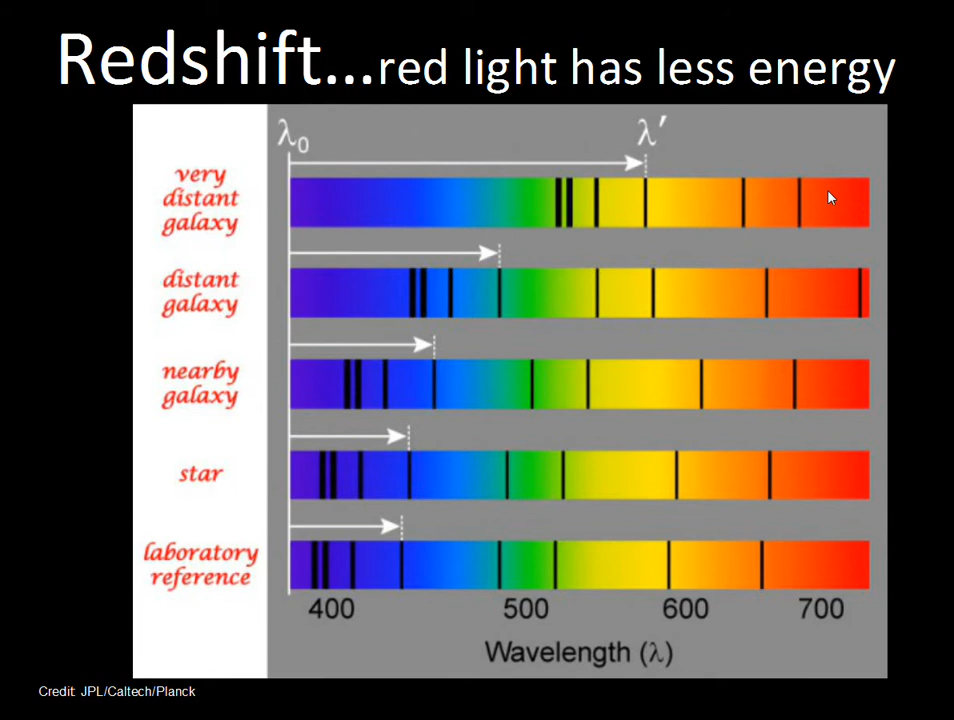 Redshift...red light has less energy
λ₀ λ′
very
distant
galaxy
distant
galaxy
nearby
galaxy
star
laboratory
reference
400 500 600 700
Wavelength (λ)
Credit: JPL/Caltech/Planck